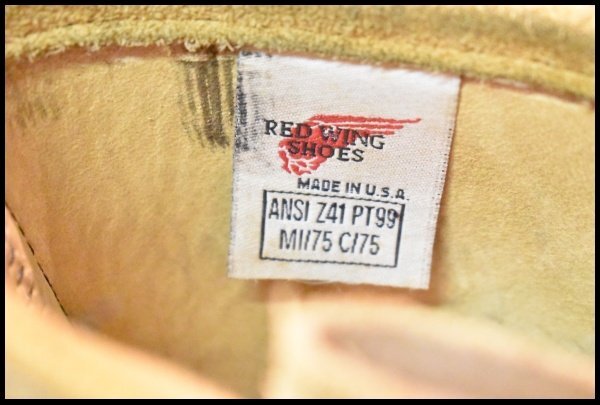 RED WING
SHOES
MADE IN U.S.A.
ANSI Z41 PT99
MI/75 C/75